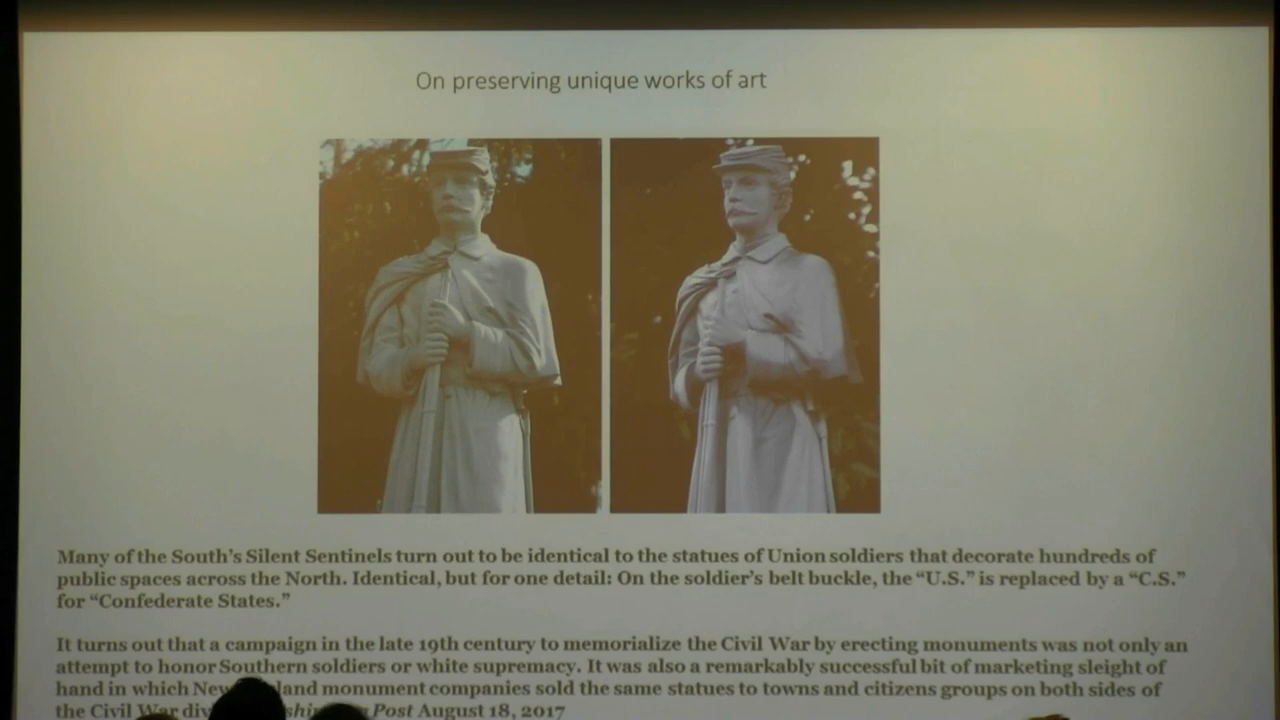 On preserving unique works of art
Many of the South's Silent Sentinels turn out to be identical to the statues of Union soldiers that decorate hundreds of
public spaces across the North. Identical, but for one detail: On the soldier's belt buckle, the “U.S.” is replaced by a “C.S.”
for “Confederate States.”
It turns out that a campaign in the late 19th century to memorialize the Civil War by erecting monuments was not only an
attempt to honor Southern soldiers or white supremacy. It was also a remarkably successful bit of marketing sleight of
hand in which New land monument companies sold the same statues to towns and citizens groups on both sides of
the Civil War Post August 18, 2017